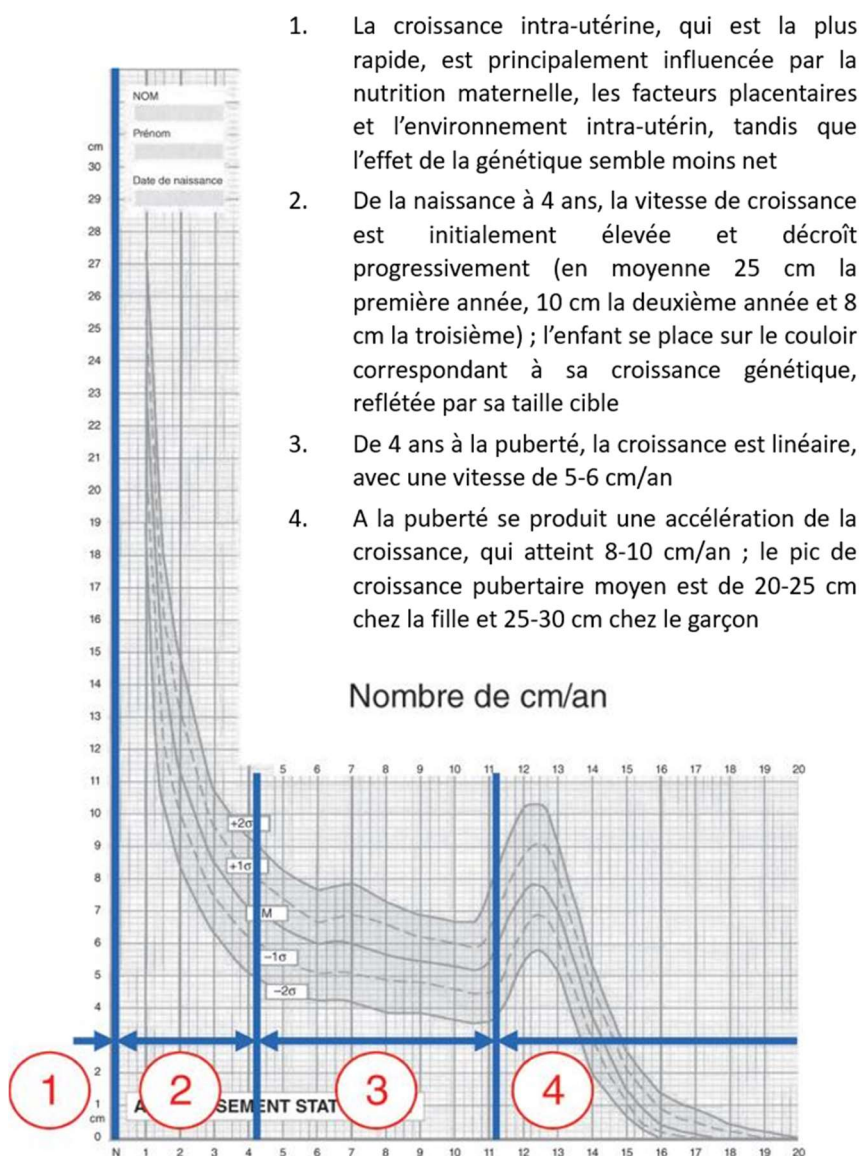 1. La croissance intra-utérine, qui est la plus
rapide, est principalement influencée par la
nutrition maternelle, les facteurs placentaires
et l'environnement intra-utérin, tandis que
l'effet de la génétique semble moins net
2. De la naissance à 4 ans, la vitesse de croissance
est initialement élevée et décroît
progressivement (en moyenne 25 cm la
première année, 10 cm la deuxième année et 8
cm la troisième) ; l'enfant se place sur le couloir
correspondant à sa croissance génétique,
reflétée par sa taille cible
3. De 4 ans à la puberté, la croissance est linéaire,
avec une vitesse de 5-6 cm/an
4. A la puberté se produit une accélération de la
croissance, qui atteint 8-10 cm/an ; le pic de
croissance pubertaire moyen est de 20-25 cm
chez la fille et 25-30 cm chez le garçon
NOM
Prénom
Date de naissance
cm
30
29
28
27
26
25
24
23
22
21
20
19
18
17
16
15
14
13
12
11
10
9
8
7
6
5
4
2
1
cm
0
Nombre de cm/an
5 6 7 8 9 10 11 12 13 14 15 16 17 18 19 20
+2σ
+1σ
M
-1σ
-2σ
1 2 3 4
SEMENT STAT
N 1 2 3 4 5 6 7 8 9 10 11 12 13 14 15 16 17 18 19 20